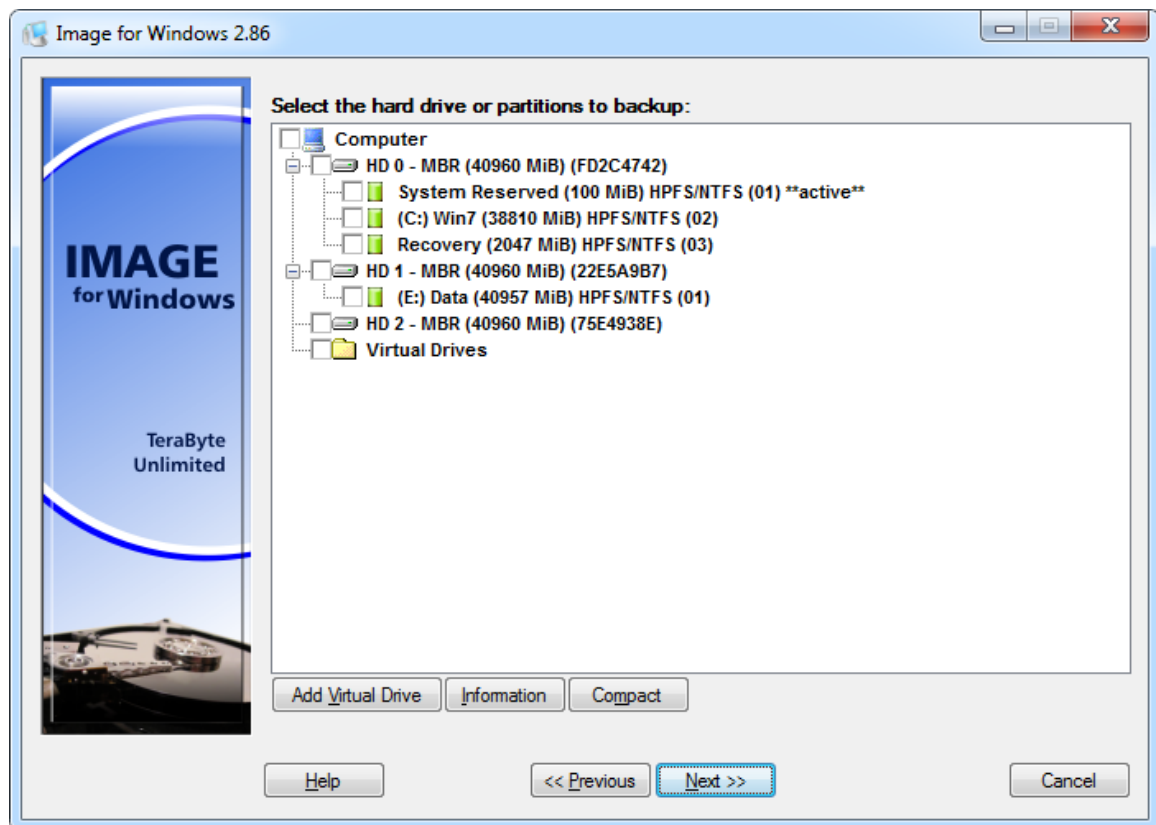 Image for Windows 2.86
IMAGE
for Windows
TeraByte
Unlimited
Select the hard drive or partitions to backup:
Computer
HD 0 - MBR (40960 MiB) (FD2C4742)
System Reserved (100 MiB) HPFS/NTFS (01) **active**
(C:) Win7 (38810 MiB) HPFS/NTFS (02)
Recovery (2047 MiB) HPFS/NTFS (03)
HD 1 - MBR (40960 MiB) (22E5A9B7)
(E:) Data (40957 MiB) HPFS/NTFS (01)
HD 2 - MBR (40960 MiB) (75E4938E)
Virtual Drives
Add Virtual Drive Information Compact
Help << Previous Next >> Cancel